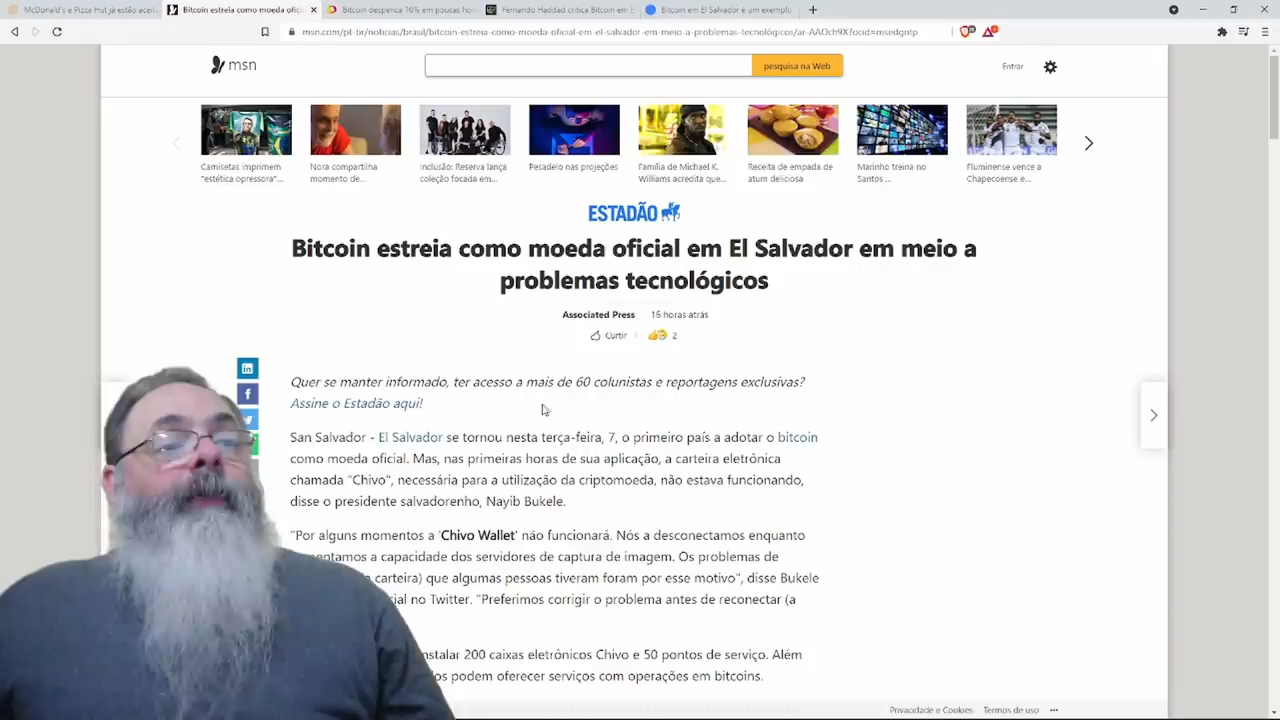 McDonald's e Pizza Hut já estão aceit
Bitcoin estreia como moeda oficia
Bitcoin despenca 16% em poucas ho
Fernando Haddad critica Bitcoin em E
Bitcoin em El Salvador é um exemplo
msn.com/pt-br/noticias/brasil/bitcoin-estreia-como-moeda-oficial-em-el-salvador-em-meio-a-problemas-tecnológicos/ar-AAOch9X?ocid=msedgntp
msn
pesquisa na Web
Entrar
Camisetas imprimem
"estética opressora"...
Nora compartilha
momento de...
Inclusão: Reserva lança
coleção focada em...
Pesadelo nas projeções
Família de Michael K.
Williams acredita que...
Receita de empada de
atum deliciosa
Marinho treina no
Santos ...
Fluminense vence a
Chapecoense e...
ESTADÃO
Bitcoin estreia como moeda oficial em El Salvador em meio a
problemas tecnológicos
Associated Press 16 horas atrás
Curtir 2
Quer se manter informado, ter acesso a mais de 60 colunistas e reportagens exclusivas?
Assine o Estadão aqui!
San Salvador - El Salvador se tornou nesta terça-feira, 7, o primeiro país a adotar o bitcoin
como moeda oficial. Mas, nas primeiras horas de sua aplicação, a carteira eletrônica
chamada "Chivo", necessária para a utilização da criptomoeda, não estava funcionando,
disse o presidente salvadorenho, Nayib Bukele.
"Por alguns momentos a 'Chivo Wallet' não funcionará. Nós a desconectamos enquanto
mentamos a capacidade dos servidores de captura de imagem. Os problemas de
carteira) que algumas pessoas tiveram foram por esse motivo", disse Bukele
ial no Twitter. "Preferimos corrigir o problema antes de reconectar (a
nstalar 200 caixas eletrônicos Chivo e 50 pontos de serviço. Além
os podem oferecer serviços com operações em bitcoins.
Privacidade e Cookies Termos de uso